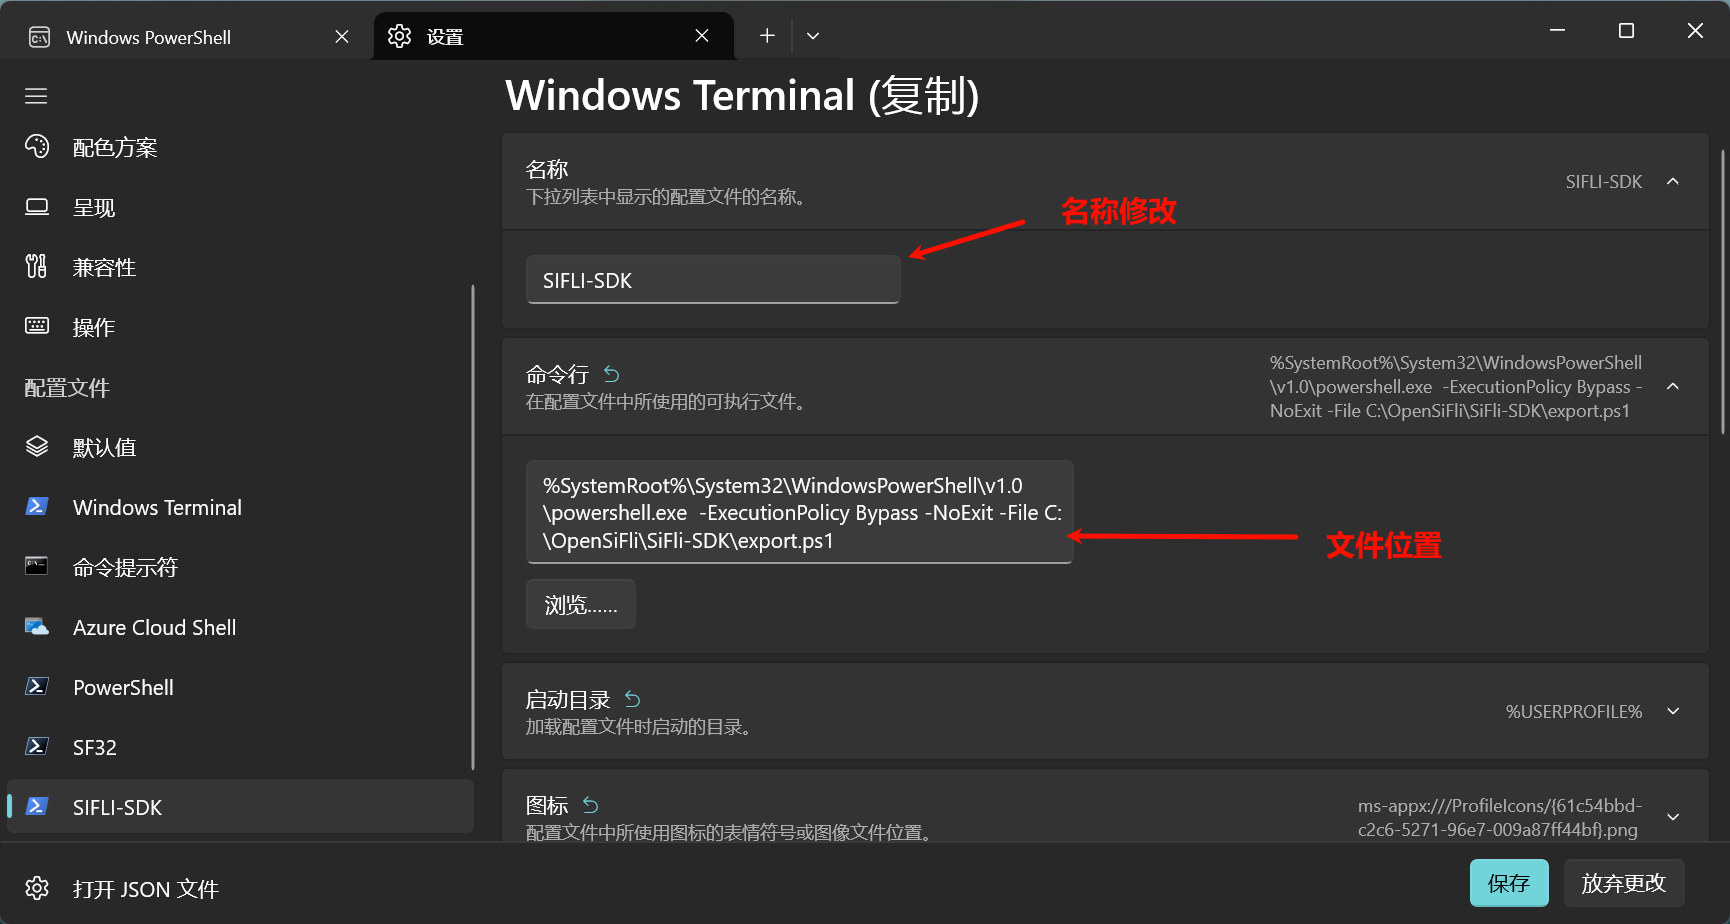 Windows PowerShell
设置
配色方案
呈现
兼容性
操作
配置文件
默认值
Windows Terminal
命令提示符
Azure Cloud Shell
PowerShell
SF32
SIFLI-SDK
打开 JSON 文件
Windows Terminal (复制)
名称
下拉列表中显示的配置文件的名称。
SIFLI-SDK
名称修改
SIFLI-SDK
命令行
在配置文件中所使用的可执行文件。
%SystemRoot%\System32\WindowsPowerShell
\v1.0\powershell.exe  -ExecutionPolicy Bypass -
NoExit -File C:\OpenSiFli\SiFli-SDK\export.ps1
%SystemRoot%\System32\WindowsPowerShell\v1.0
\powershell.exe  -ExecutionPolicy Bypass -NoExit -File C:
\OpenSiFli\SiFli-SDK\export.ps1
文件位置
浏览......
启动目录
加载配置文件时启动的目录。
%USERPROFILE%
图标
配置文件中所使用图标的表情符号或图像文件位置。
ms-appx:///ProfileIcons/{61c54bbd-
c2c6-5271-96e7-009a87ff44bf}.png
保存
放弃更改